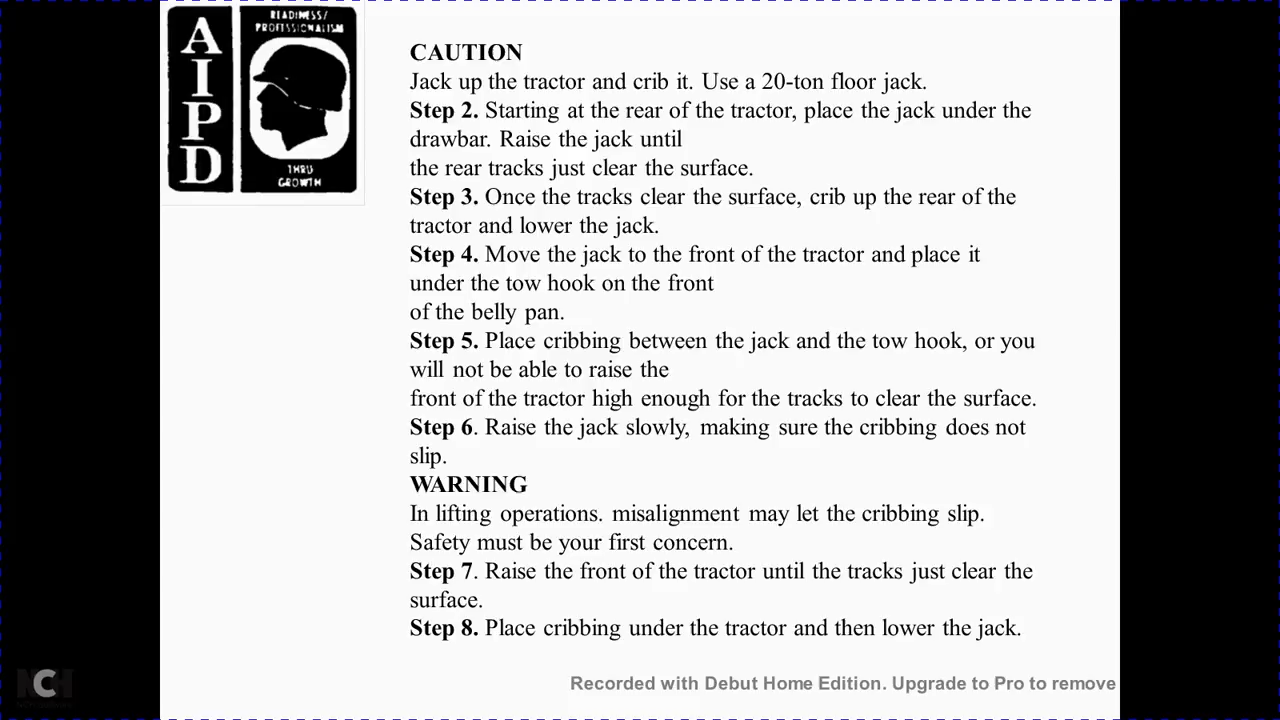 AIPD
READINESS/
PROFESSIONALISM
THRU
GROWTH
CAUTION
Jack up the tractor and crib it. Use a 20-ton floor jack.
Step 2. Starting at the rear of the tractor, place the jack under the
drawbar. Raise the jack until
the rear tracks just clear the surface.
Step 3. Once the tracks clear the surface, crib up the rear of the
tractor and lower the jack.
Step 4. Move the jack to the front of the tractor and place it
under the tow hook on the front
of the belly pan.
Step 5. Place cribbing between the jack and the tow hook, or you
will not be able to raise the
front of the tractor high enough for the tracks to clear the surface.
Step 6. Raise the jack slowly, making sure the cribbing does not
slip.
WARNING
In lifting operations. misalignment may let the cribbing slip.
Safety must be your first concern.
Step 7. Raise the front of the tractor until the tracks just clear the
surface.
Step 8. Place cribbing under the tractor and then lower the jack.
NCH
Recorded with Debut Home Edition. Upgrade to Pro to remove